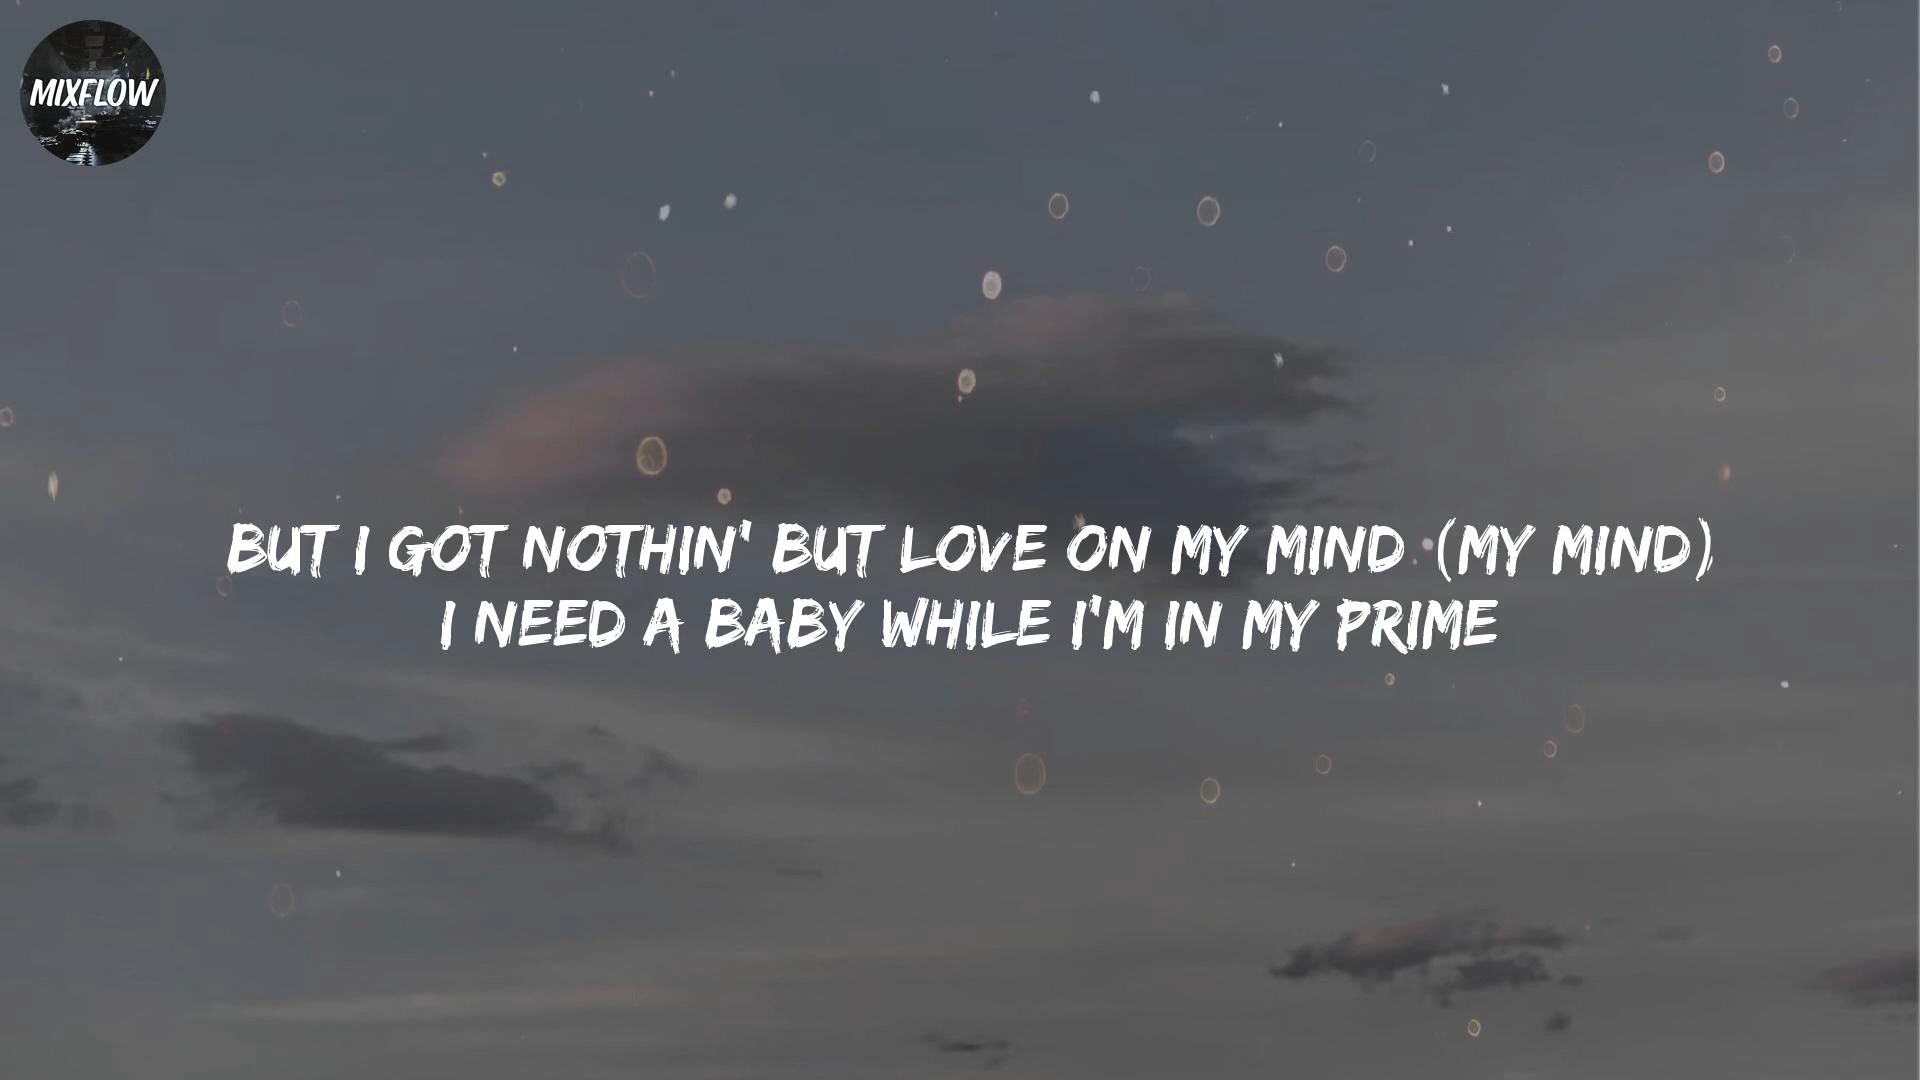 MIXFLOW
BUT I GOT NOTHIN' BUT LOVE ON MY MIND (MY MIND)
I NEED A BABY WHILE I'M IN MY PRIME